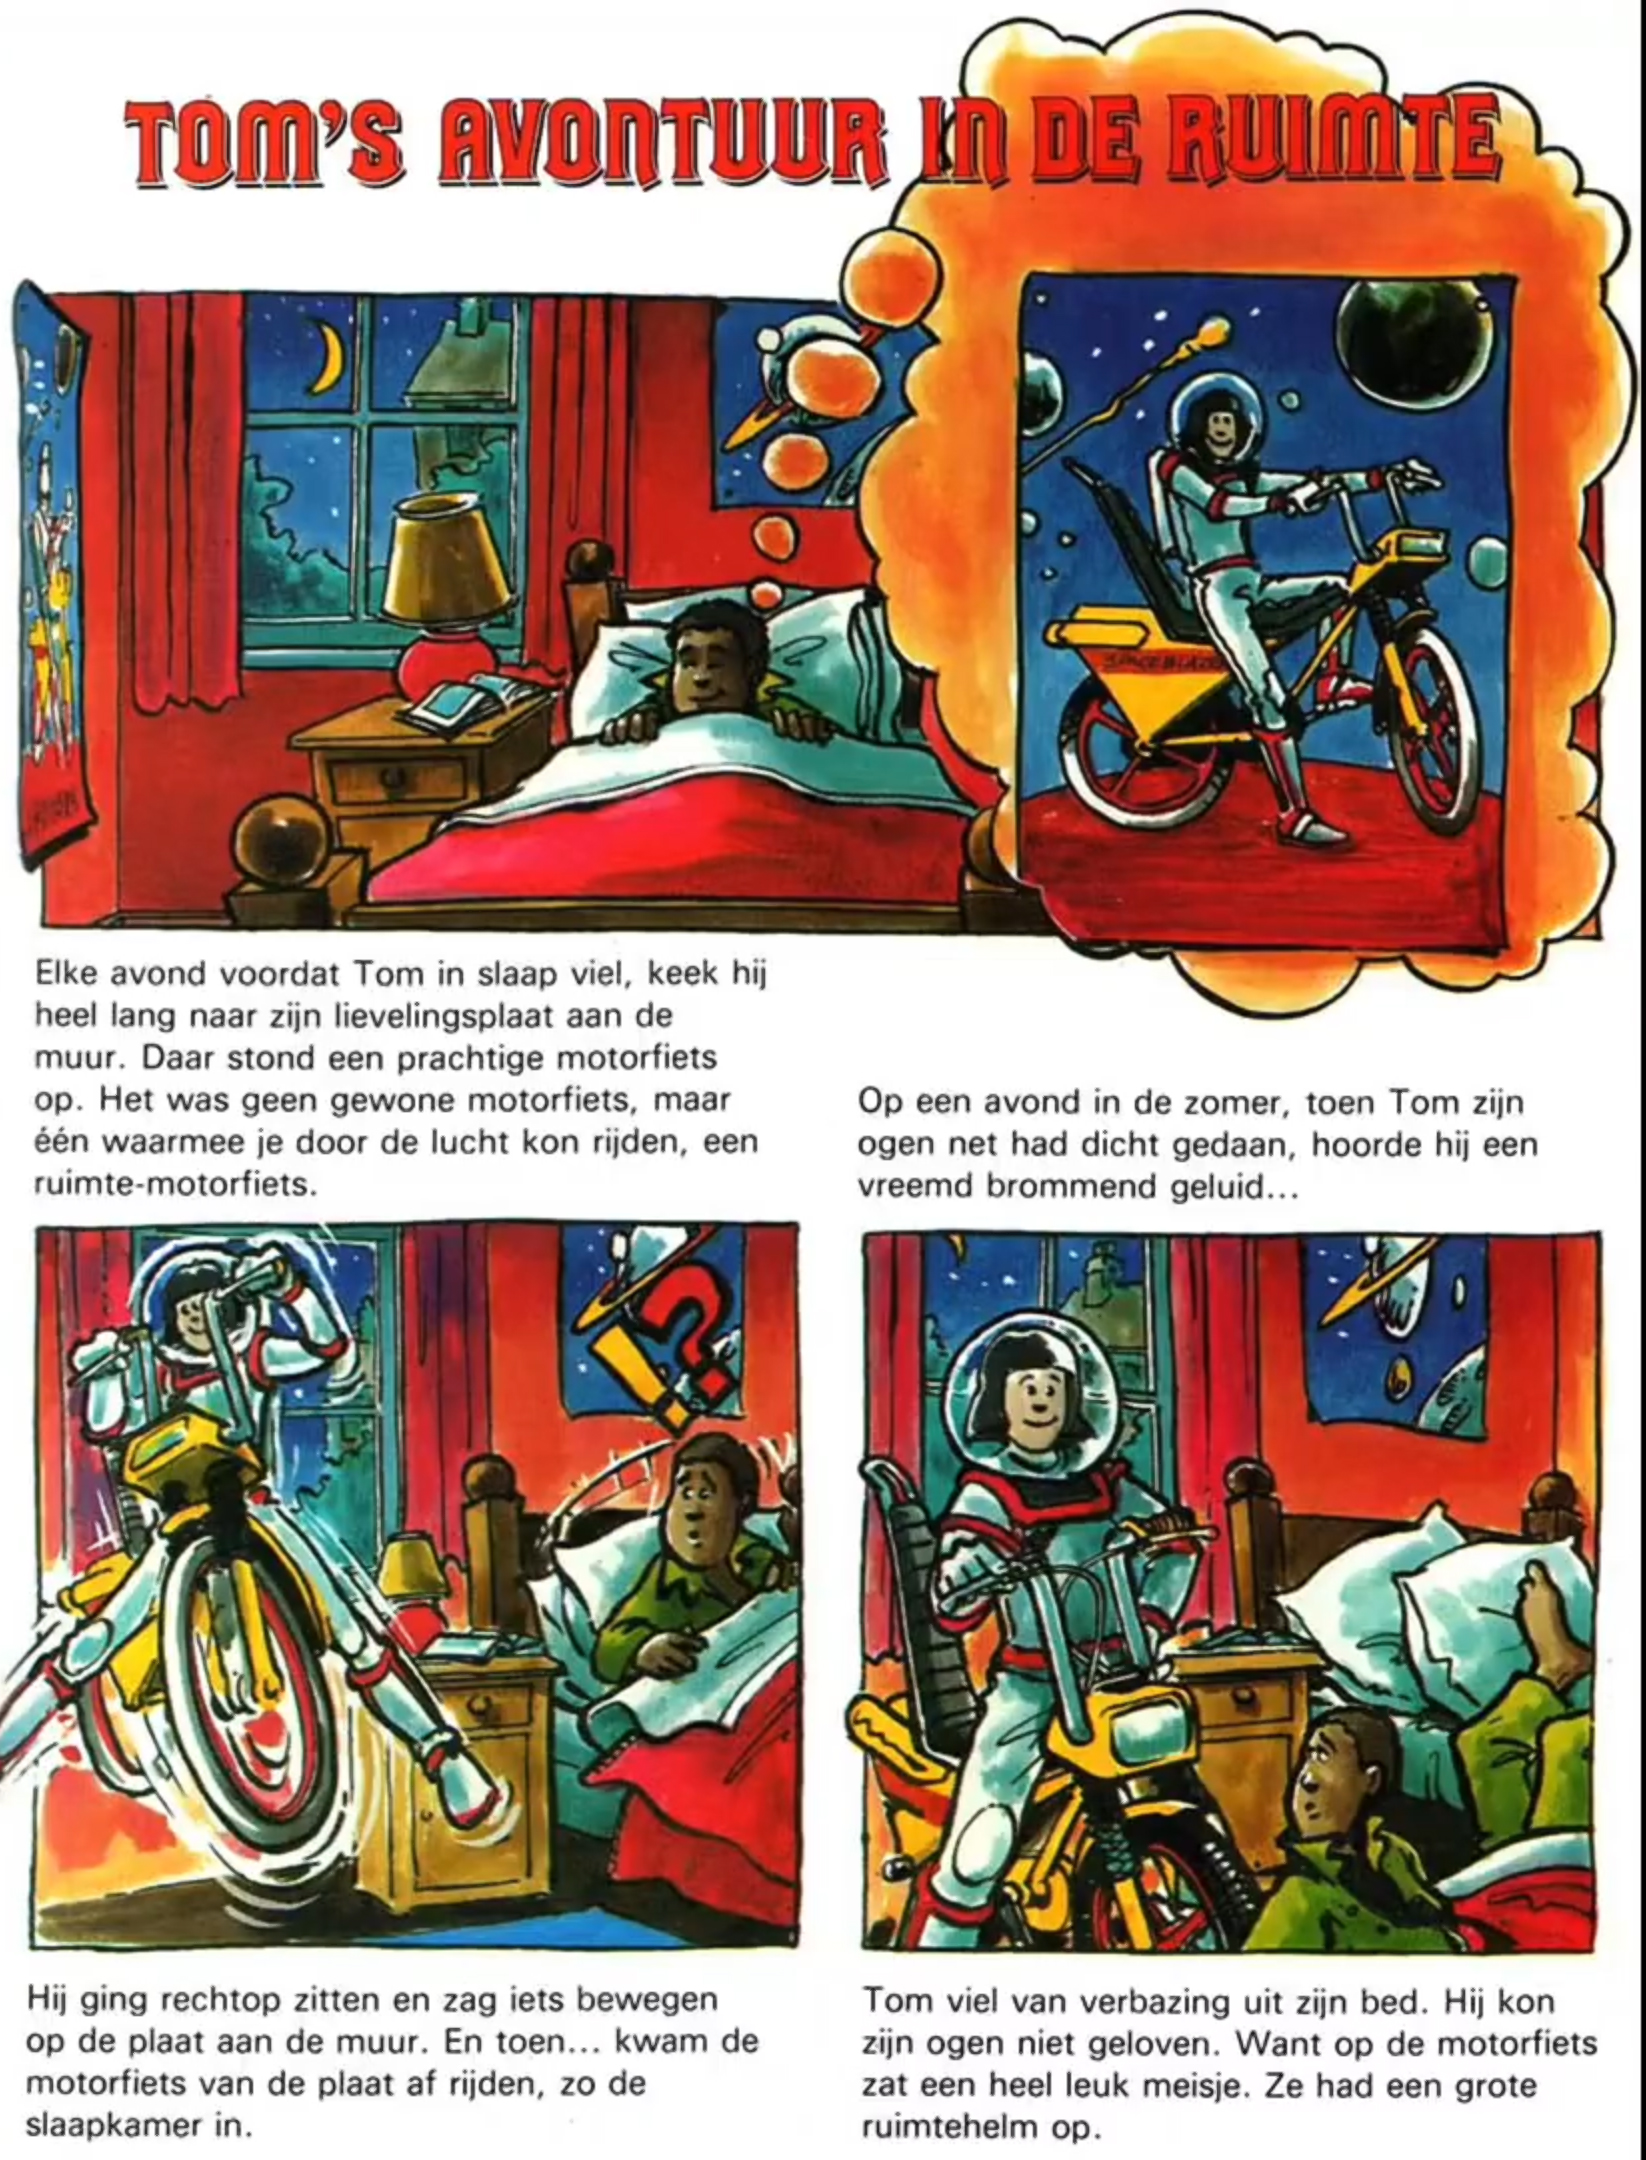 TOM'S AVONTUUR IN DE RUIMTE
Elke avond voordat Tom in slaap viel, keek hij
heel lang naar zijn lievelingsplaat aan de
muur. Daar stond een prachtige motorfiets
op. Het was geen gewone motorfiets, maar
één waarmee je door de lucht kon rijden, een
ruimte-motorfiets.
Op een avond in de zomer, toen Tom zijn
ogen net had dicht gedaan, hoorde hij een
vreemd brommend geluid...
!?
Hij ging rechtop zitten en zag iets bewegen
op de plaat aan de muur. En toen... kwam de
motorfiets van de plaat af rijden, zo de
slaapkamer in.
Tom viel van verbazing uit zijn bed. Hij kon
zijn ogen niet geloven. Want op de motorfiets
zat een heel leuk meisje. Ze had een grote
ruimtehelm op.